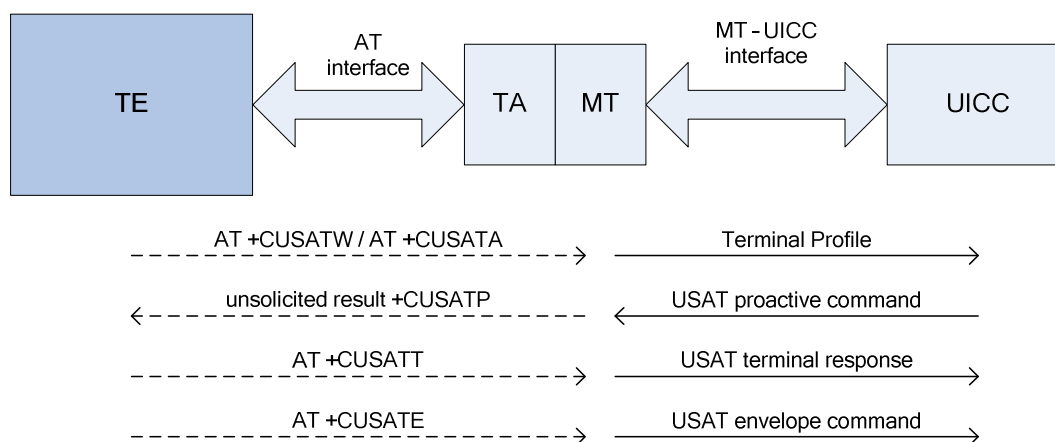 AT
interface
MT-UICC
interface
TE
TA
MT
UICC
AT +CUSATW / AT +CUSATA
Terminal Profile
unsolicited result +CUSATP
USAT proactive command
AT +CUSATT
USAT terminal response
AT +CUSATE
USAT envelope command